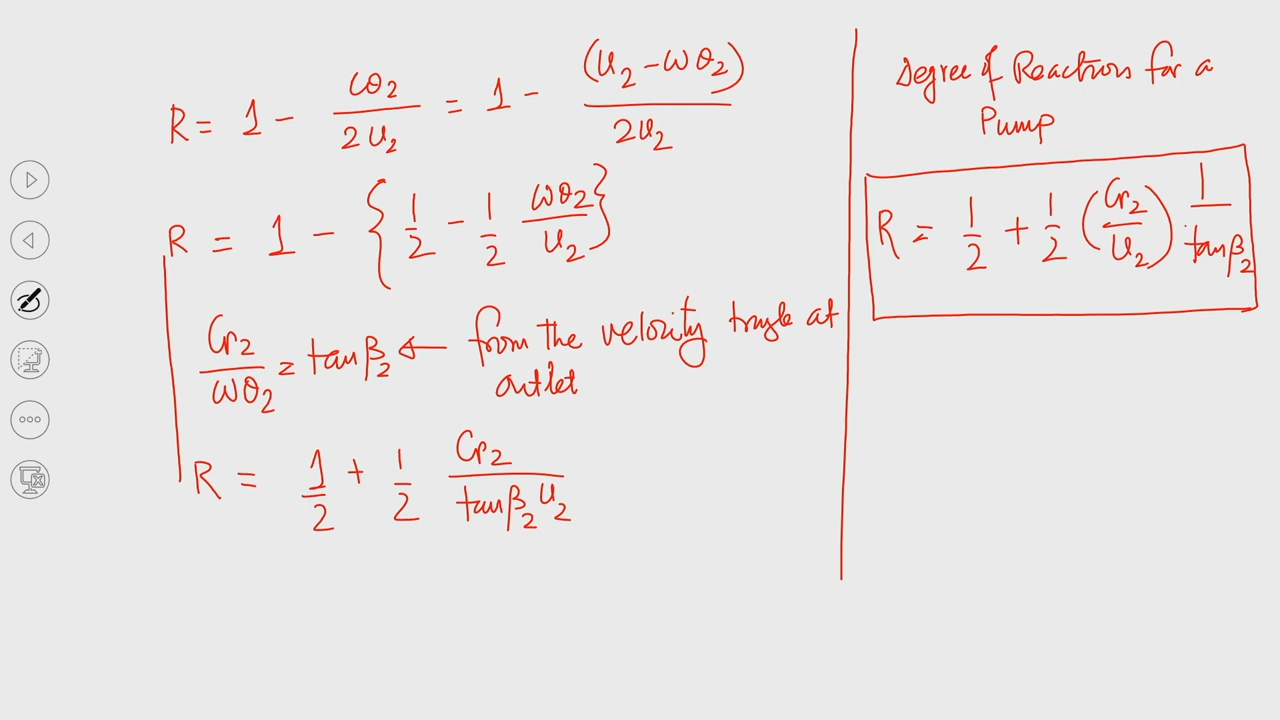 R = 1 - Cθ2 / 2U2 = 1 - (U2 - Wθ2) / 2U2
R = 1 - { 1/2 - 1/2 Wθ2 / U2 }
Cr2 / Wθ2 = tan β2 ← from the velocity
outlet
R = 1/2 + 1/2 Cr2 / tan β2 U2
Degree of Reaction for a
Pump
R = 1/2 + 1/2 (Cr2 / U2) 1 / tan β2